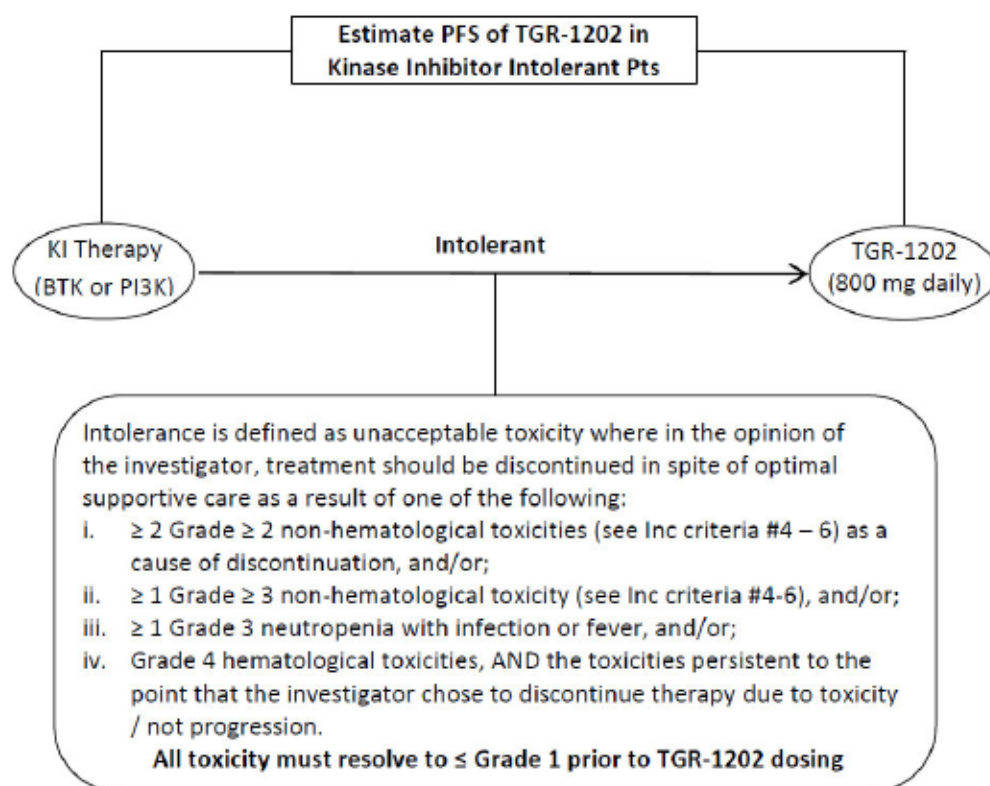 Estimate PFS of TGR-1202 in
Kinase Inhibitor Intolerant Pts
KI Therapy
(BTK or PI3K)
Intolerant
TGR-1202
(800 mg daily)
Intolerance is defined as unacceptable toxicity where in the opinion of
the investigator, treatment should be discontinued in spite of optimal
supportive care as a result of one of the following:
i. ≥ 2 Grade ≥ 2 non-hematological toxicities (see Inc criteria #4 – 6) as a
cause of discontinuation, and/or;
ii. ≥ 1 Grade ≥ 3 non-hematological toxicity (see Inc criteria #4-6), and/or;
iii. ≥ 1 Grade 3 neutropenia with infection or fever, and/or;
iv. Grade 4 hematological toxicities, AND the toxicities persistent to the
point that the investigator chose to discontinue therapy due to toxicity
/ not progression.
All toxicity must resolve to ≤ Grade 1 prior to TGR-1202 dosing